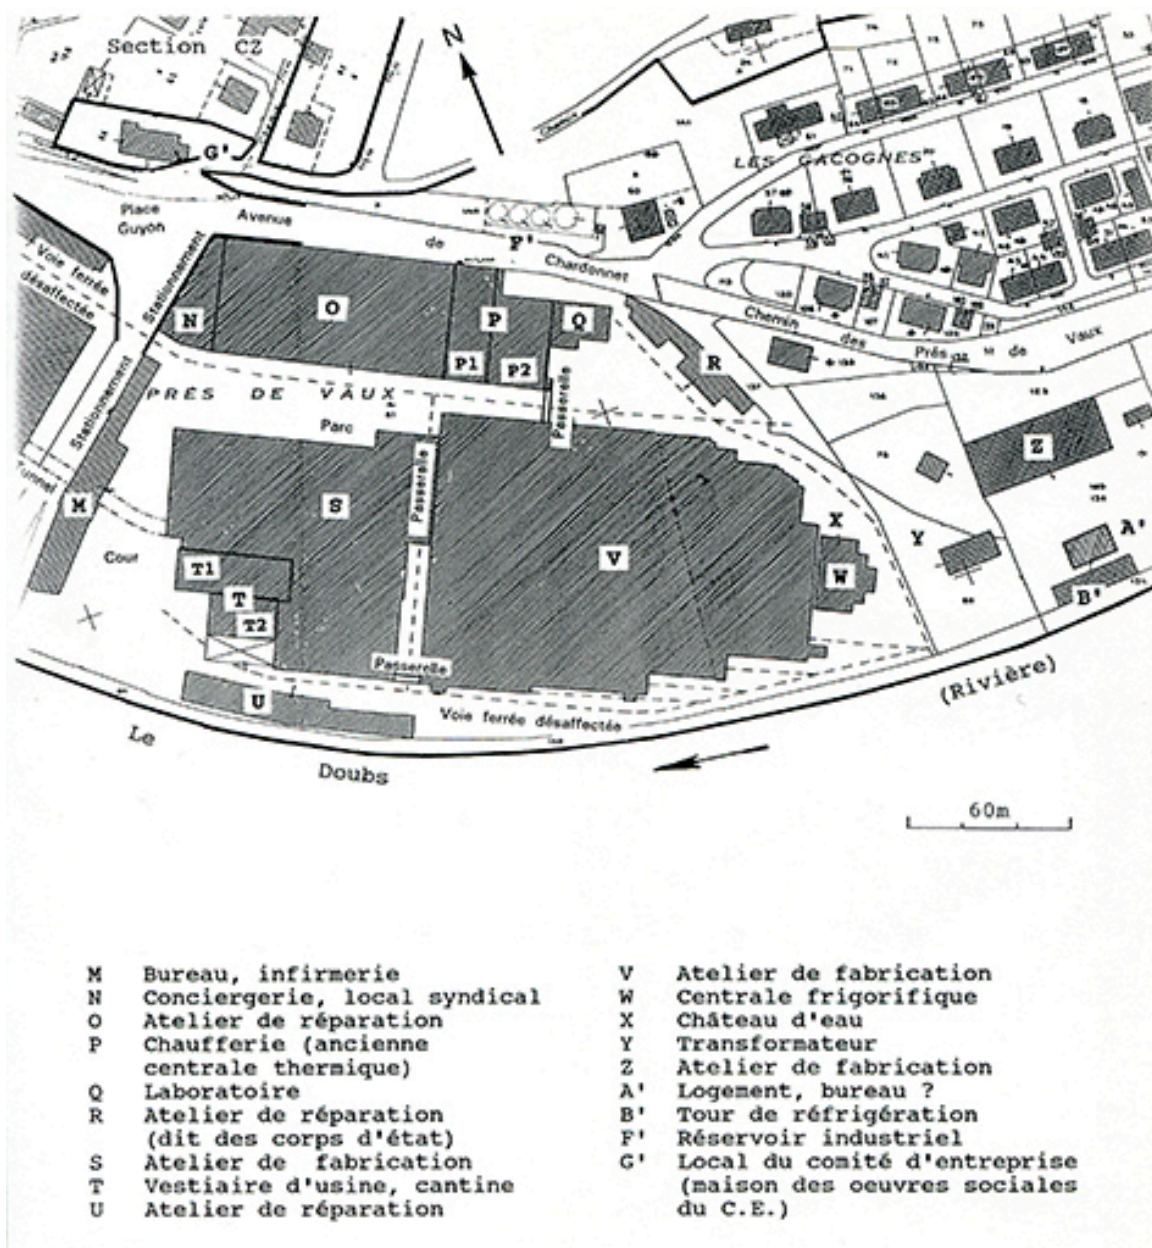 Section CZ
N
G'
LES GACOGNES
Place
Guyon
Avenue
de
F'
Chardonnet
Voie ferrée
désaffectée
Stationnement
N
O
P
Q
P1
P2
R
Chemin
des
Prés
de
Vaux
PRÉS DE VAUX
Parc
Passerelle
Passerelle
Stationnement
Tunnel
M
S
V
X
W
Y
Z
A'
B'
Cour
T1
T
T2
Passerelle
U
Voie ferrée désaffectée
(Rivière)
Le
Doubs
60m
M Bureau, infirmerie
N Conciergerie, local syndical
O Atelier de réparation
P Chaufferie (ancienne
centrale thermique)
Q Laboratoire
R Atelier de réparation
(dit des corps d'état)
S Atelier de fabrication
T Vestiaire d'usine, cantine
U Atelier de réparation
V Atelier de fabrication
W Centrale frigorifique
X Château d'eau
Y Transformateur
Z Atelier de fabrication
A' Logement, bureau ?
B' Tour de réfrigération
F' Réservoir industriel
G' Local du comité d'entreprise
(maison des oeuvres sociales
du C.E.)